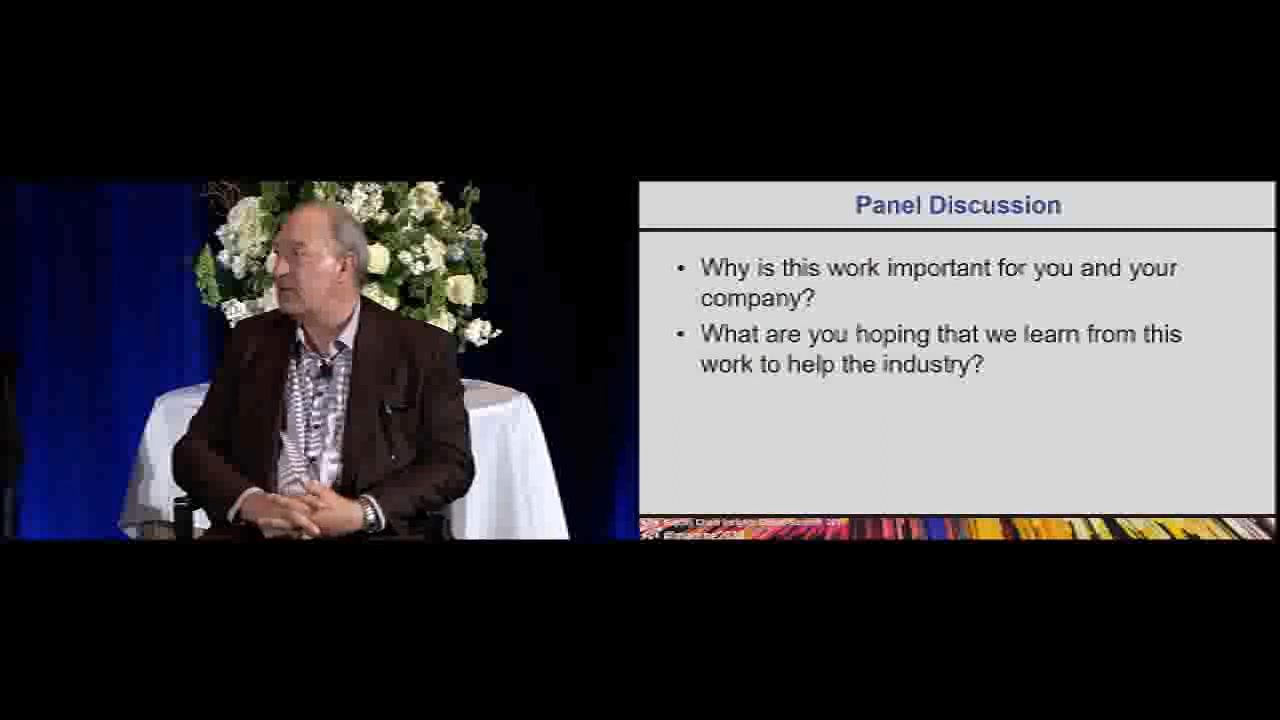 Panel Discussion
• Why is this work important for you and your
company?
• What are you hoping that we learn from this
work to help the industry?